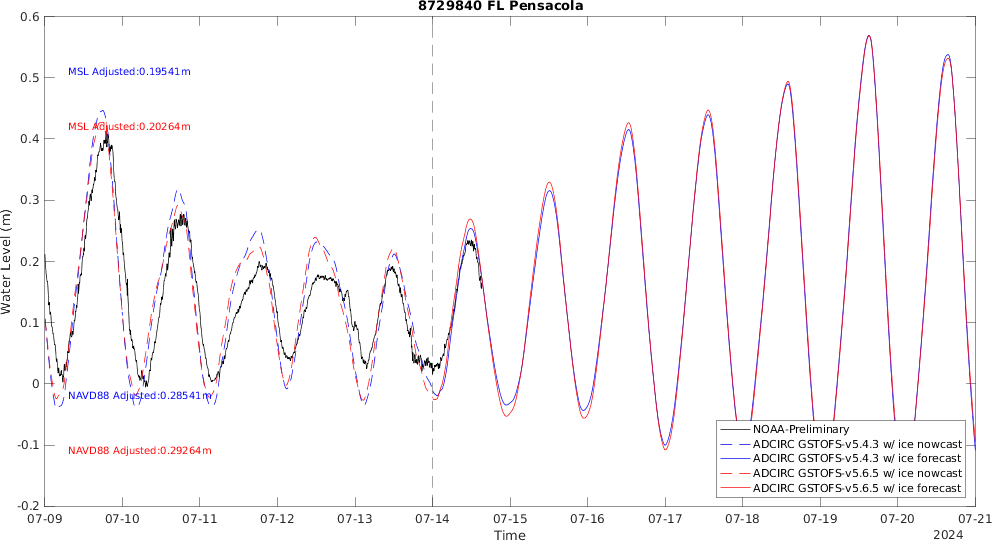 8729840 FL Pensacola
0.6
0.5
0.4
0.3
0.2
0.1
0
-0.1
-0.2
Water Level (m)
MSL Adjusted:0.19541m
MSL Adjusted:0.20264m
NAVD88 Adjusted:0.28541m
NAVD88 Adjusted:0.29264m
NOAA-Preliminary
ADCIRC GSTOFS-v5.4.3 w/ ice nowcast
ADCIRC GSTOFS-v5.4.3 w/ ice forecast
ADCIRC GSTOFS-v5.6.5 w/ ice nowcast
ADCIRC GSTOFS-v5.6.5 w/ ice forecast
07-09 07-10 07-11 07-12 07-13 07-14 07-15 07-16 07-17 07-18 07-19 07-20 07-21
Time
2024